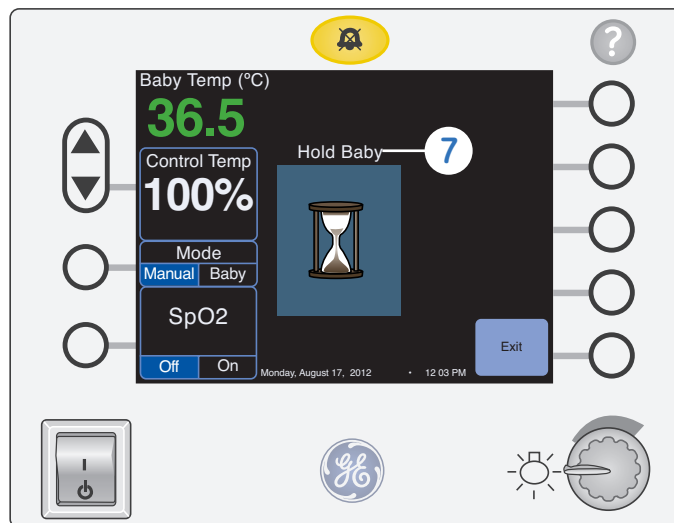 ?
Baby Temp (°C)
36.5
Hold Baby
7
Control Temp
100%
Mode
Manual Baby
SpO2
Off On
Exit
Monday, August 17, 2012 • 12 03 PM
GE